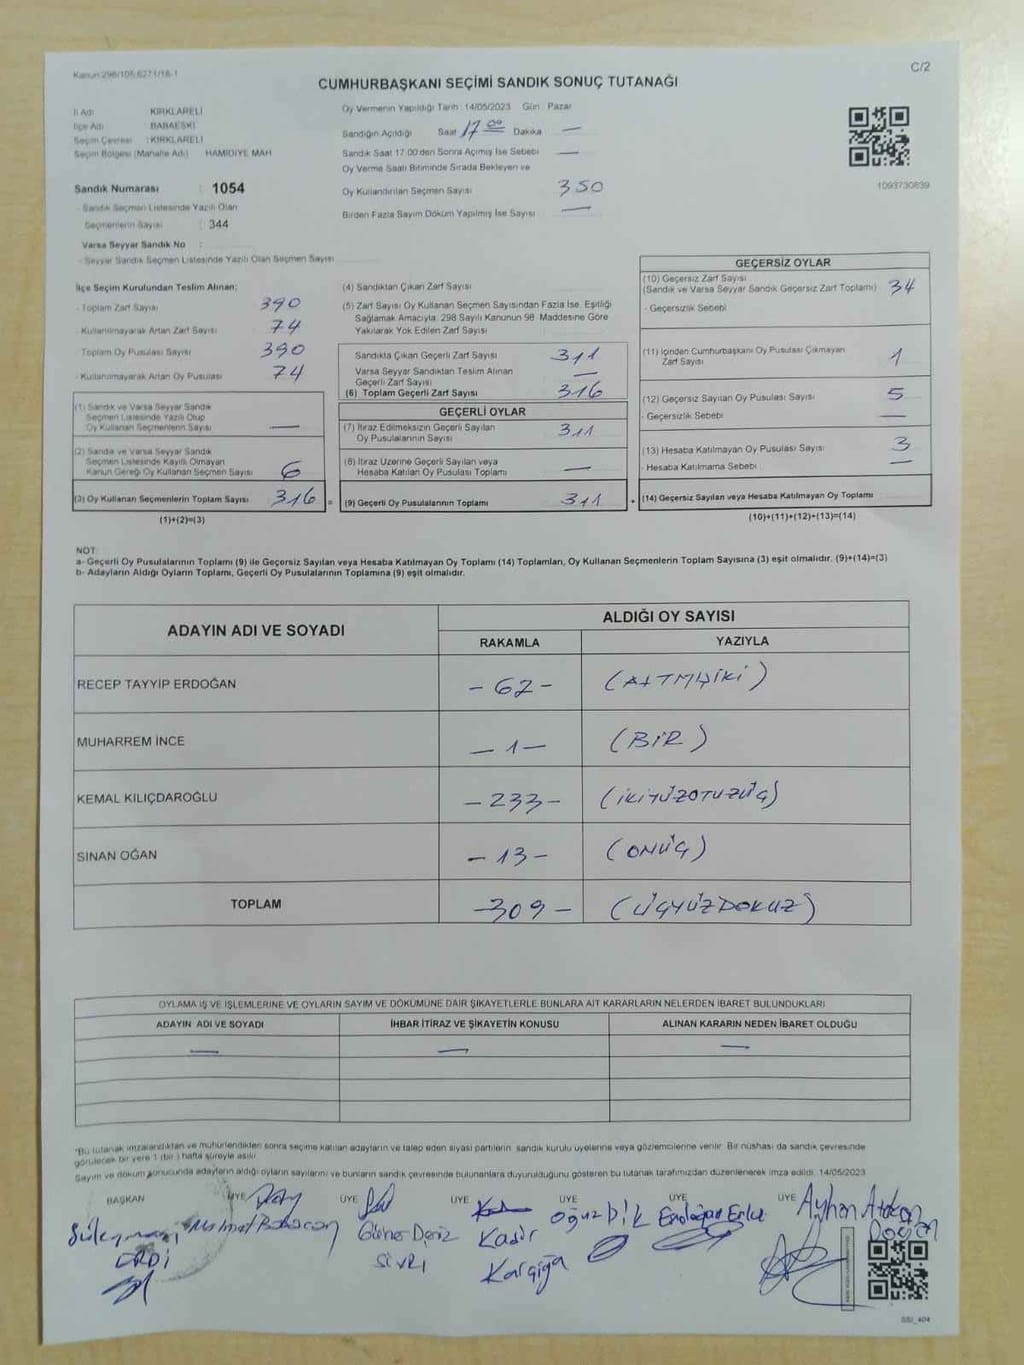 Kanun:298/105,6271/16-1
C/2
CUMHURBAŞKANI SEÇİMİ SANDIK SONUÇ TUTANAĞI
İl Adı : KIRKLARELİ
İlçe Adı : BABAESKİ
Seçim Çevresi : KIRKLARELİ
Seçim Bölgesi (Mahalle Adı) HAMİDİYE MAH
Sandık Numarası : 1054
- Sandık Seçmen Listesinde Yazılı Olan
Seçmenlerin Sayısı : 344
Varsa Seyyar Sandık No :
- Seyyar Sandık Seçmen Listesinde Yazılı Olan Seçmen Sayısı
Oy Vermenin Yapıldığı Tarih : 14/05/2023 Gün : Pazar
Sandığın Açıldığı Saat 17 00 Dakika —
Sandık Saat 17.00'den Sonra Açılmış İse Sebebi —
Oy Verme Saati Bitiminde Sırada Bekleyen ve
Oy Kullandırılan Seçmen Sayısı 350
Birden Fazla Sayım Döküm Yapılmış İse Sayısı —
1093730839
İlçe Seçim Kurulundan Teslim Alınan:
- Toplam Zarf Sayısı 390
- Kullanılmayarak Artan Zarf Sayısı 74
Toplam Oy Pusulası Sayısı 390
- Kullanılmayarak Artan Oy Pusulası 74
(1) Sandık ve Varsa Seyyar Sandık
Seçmen Listesinde Yazılı Olup
Oy Kullanan Seçmenlerin Sayısı —
(2) Sandık ve Varsa Seyyar Sandık
Seçmen Listesinde Kayıtlı Olmayan
Kanun Gereği Oy Kullanan Seçmen Sayısı 6
(3) Oy Kullanan Seçmenlerin Toplam Sayısı 316
(1)+(2)=(3)
(4) Sandıktan Çıkan Zarf Sayısı
(5) Zarf Sayısı Oy Kullanan Seçmen Sayısından Fazla İse, Eşitliği
Sağlamak Amacıyla, 298 Sayılı Kanunun 98. Maddesine Göre
Yakılarak Yok Edilen Zarf Sayısı
Sandıkta Çıkan Geçerli Zarf Sayısı 311
Varsa Seyyar Sandıktan Teslim Alınan
Geçerli Zarf Sayısı —
(6) Toplam Geçerli Zarf Sayısı 316
GEÇERLİ OYLAR
(7) İtiraz Edilmeksizin Geçerli Sayılan
Oy Pusulalarının Sayısı 311
(8) İtiraz Üzerine Geçerli Sayılan veya
Hesaba Katılan Oy Pusulası Toplamı —
(9) Geçerli Oy Pusulalarının Toplamı 311
GEÇERSİZ OYLAR
(10) Geçersiz Zarf Sayısı
(Sandık ve Varsa Seyyar Sandık Geçersiz Zarf Toplamı) 34
- Geçersizlik Sebebi
(11) İçinden Cumhurbaşkanı Oy Pusulası Çıkmayan
Zarf Sayısı 1
(12) Geçersiz Sayılan Oy Pusulası Sayısı 5
- Geçersizlik Sebebi —
(13) Hesaba Katılmayan Oy Pusulası Sayısı 3
- Hesaba Katılmama Sebebi —
(14) Geçersiz Sayılan veya Hesaba Katılmayan Oy Toplamı
(10)+(11)+(12)+(13)=(14)
NOT
a- Geçerli Oy Pusulalarının Toplamı (9) ile Geçersiz Sayılan veya Hesaba Katılmayan Oy Toplamı (14) Toplamları, Oy Kullanan Seçmenlerin Toplam Sayısına (3) eşit olmalıdır. (9)+(14)=(3)
b- Adayların Aldığı Oyların Toplamı, Geçerli Oy Pusulalarının Toplamına (9) eşit olmalıdır.
ADAYIN ADI VE SOYADI ALDIĞI OY SAYISI
RAKAMLA YAZIYLA
RECEP TAYYİP ERDOĞAN - 62 - (ALTMIŞİKİ)
MUHARREM İNCE - 1 - (BİR)
KEMAL KILIÇDAROĞLU - 233 - (İKİYÜZOTUZÜÇ)
SİNAN OĞAN - 13 - (ONÜÇ)
TOPLAM - 309 - (ÜÇYÜZDOKUZ)
OYLAMA İŞ VE İŞLEMLERİNE VE OYLARIN SAYIM VE DÖKÜMÜNE DAİR ŞİKAYETLERLE BUNLARA AİT KARARLARIN NELERDEN İBARET BULUNDUKLARI
ADAYIN ADI VE SOYADI İHBAR İTİRAZ VE ŞİKAYETİN KONUSU ALINAN KARARIN NEDEN İBARET OLDUĞU
— — —
*Bu tutanak imzalandıktan ve mühürlendikten sonra seçime katılan adayların ve talep eden siyasi partilerin sandık kurulu üyelerine veya gözlemcilerine verilir. Bir nüshası da sandık çevresinde
görülecek bir yere 1 (bir) hafta süreyle asılır.
Sayım ve döküm sonucunda adayların aldığı oyların sayılarını ve bunların sandık çevresinde bulunanlara duyurulduğunu gösteren bu tutanak tarafımızdan düzenlenerek imza edildi. 14/05/2023
BAŞKAN ÜYE ÜYE ÜYE ÜYE ÜYE ÜYE
Süleyman ERDİ
Güner Deniz SİVRİ
Kadir Kargığa
Oğuz Dik
Ayhan Doğan
SSI_404